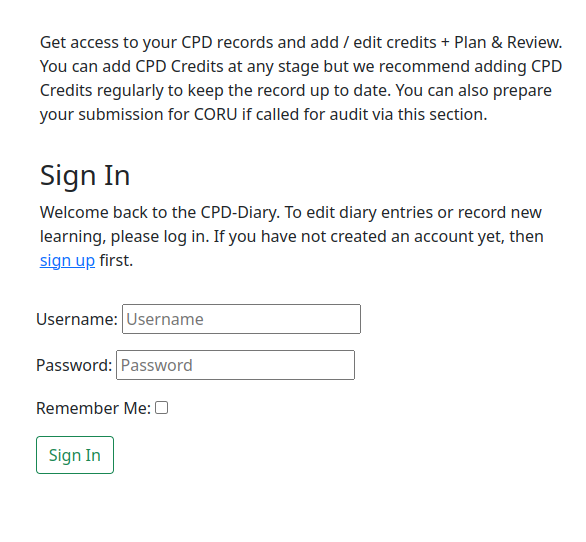 Get access to your CPD records and add / edit credits + Plan & Review.
You can add CPD Credits at any stage but we recommend adding CPD
Credits regularly to keep the record up to date. You can also prepare
your submission for CORU if called for audit via this section.
Sign In
Welcome back to the CPD-Diary. To edit diary entries or record new
learning, please log in. If you have not created an account yet, then
sign up first.
Username: Username
Password: Password
Remember Me:
Sign In